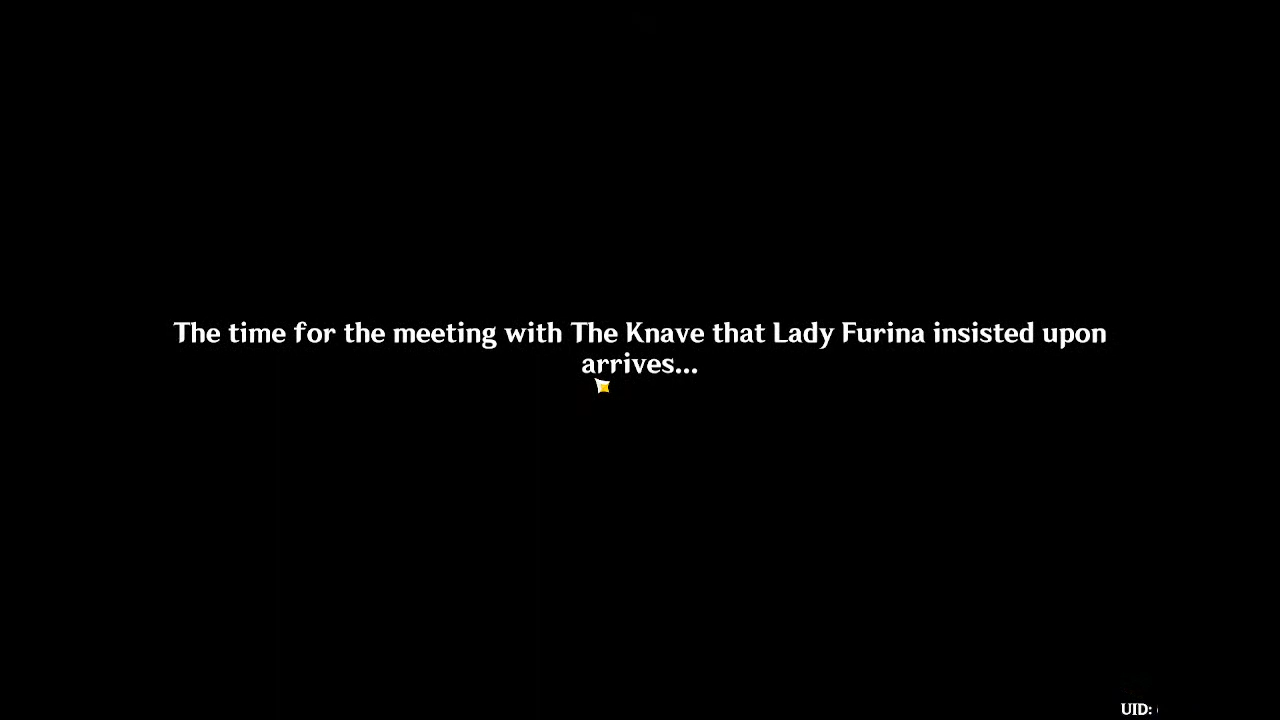 The time for the meeting with The Knave that Lady Furina insisted upon
arrives...
UID: